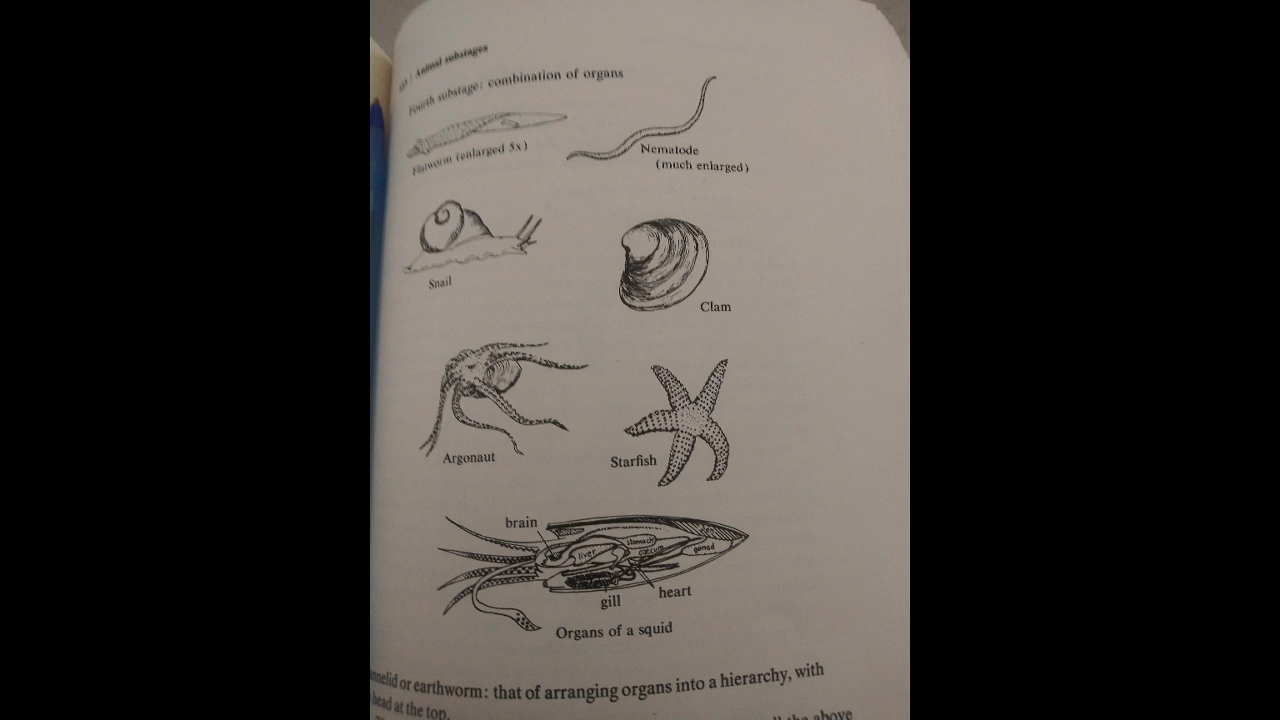 Animal substages
Fourth substage: combination of organs
Flatworm (enlarged 5x)
Nematode
(much enlarged)
Snail
Clam
Argonaut
Starfish
brain
liver
stomach
caecum
gonad
heart
gill
Organs of a squid
or earthworm: that of arranging organs into a hierarchy, with
head at the top.
the above